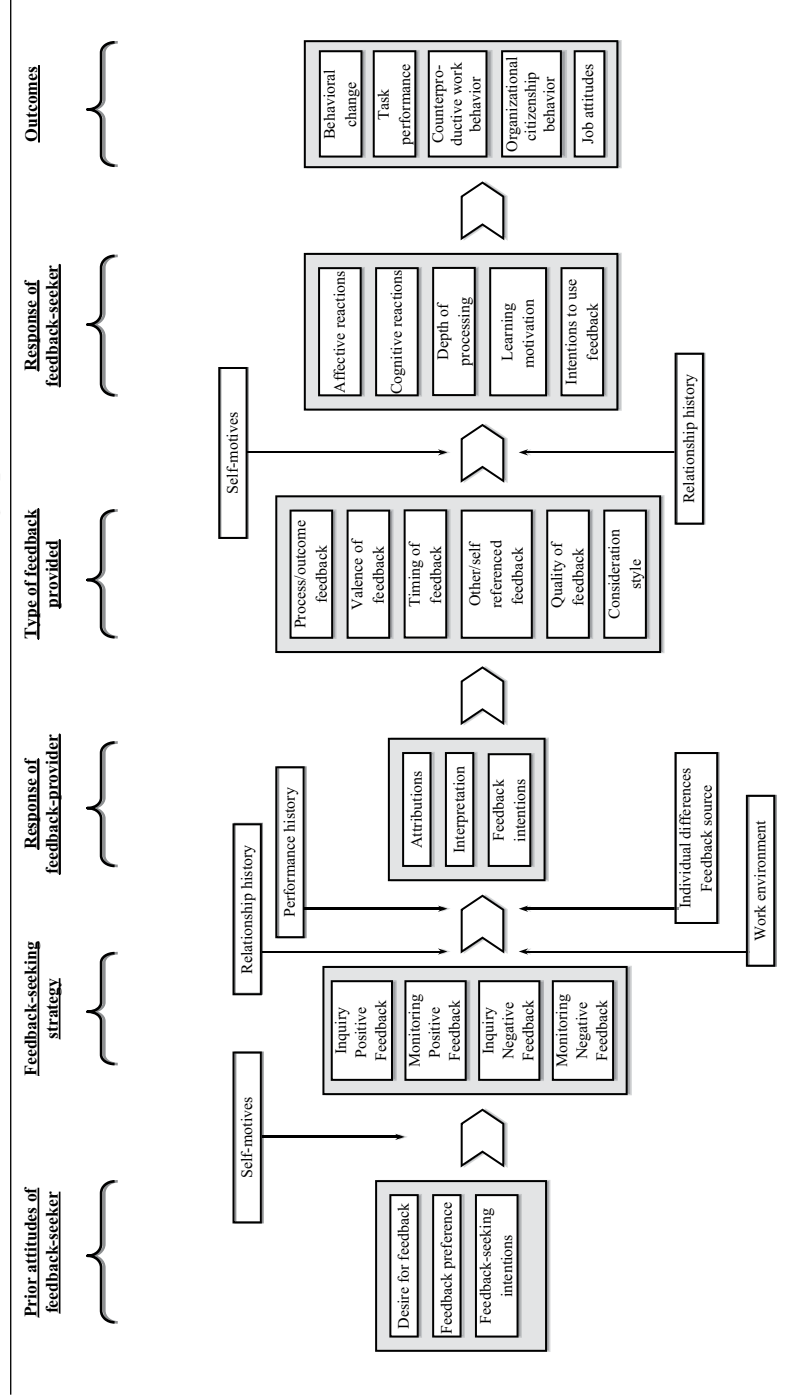 Prior attitudes of
feedback-seeker
Feedback-seeking
strategy
Response of
feedback-provider
Type of feedback
provided
Response of
feedback-seeker
Outcomes
Self-motives
Desire for feedback
Feedback preference
Feedback-seeking
intentions
Inquiry
Positive
Feedback
Monitoring
Positive
Feedback
Inquiry
Negative
Feedback
Monitoring
Negative
Feedback
Relationship history
Performance history
Individual differences
Feedback source
Work environment
Attributions
Interpretation
Feedback
intentions
Process/outcome
feedback
Valence of
feedback
Timing of
feedback
Other/self
referenced
feedback
Quality of
feedback
Consideration
style
Self-motives
Relationship history
Affective reactions
Cognitive reactions
Depth of
processing
Learning
motivation
Intentions to use
feedback
Behavioral
change
Task
performance
Counterpro-
ductive work
behavior
Organizational
citizenship
behavior
Job attitudes